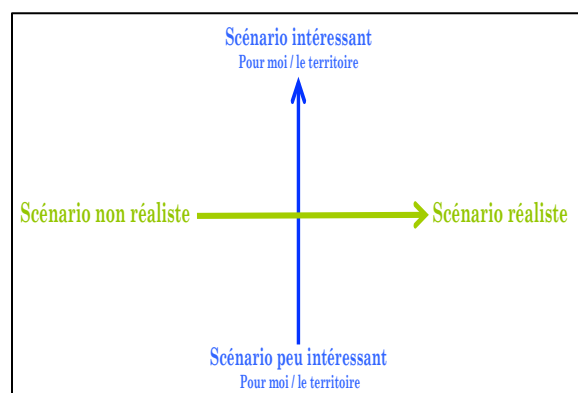 Scénario intéressant
Pour moi / le territoire
Scénario non réaliste
Scénario réaliste
Scénario peu intéressant
Pour moi / le territoire